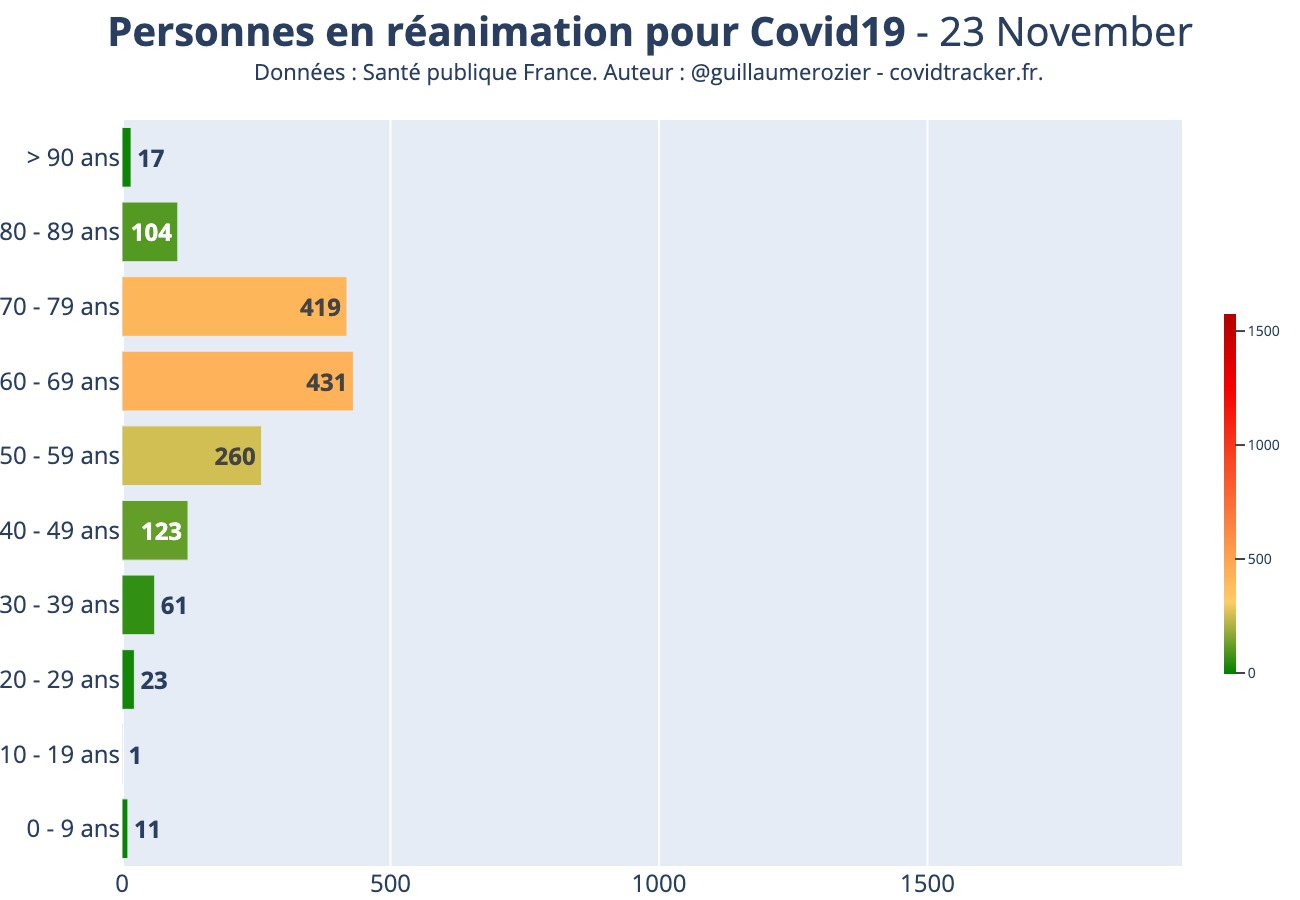 Personnes en réanimation pour Covid19 - 23 November
Données : Santé publique France. Auteur : @guillaumerozier - covidtracker.fr.
> 90 ans 17
80 - 89 ans 104
70 - 79 ans 419
60 - 69 ans 431
50 - 59 ans 260
40 - 49 ans 123
30 - 39 ans 61
20 - 29 ans 23
10 - 19 ans 1
0 - 9 ans 11
0 500 1000 1500
1500
1000
500
0